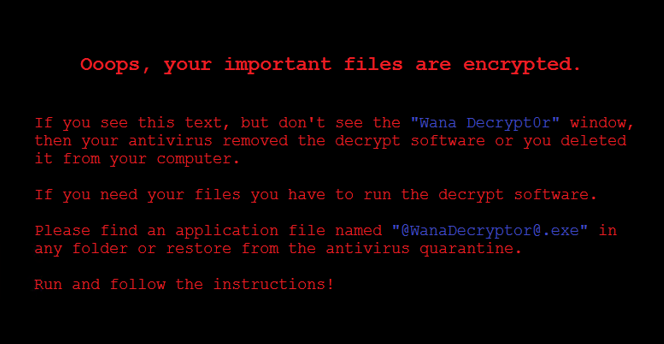 Ooops, your important files are encrypted.
If you see this text, but don't see the "Wana Decrypt0r" window,
then your antivirus removed the decrypt software or you deleted
it from your computer.
If you need your files you have to run the decrypt software.
Please find an application file named "@WanaDecryptor@.exe" in
any folder or restore from the antivirus quarantine.
Run and follow the instructions!